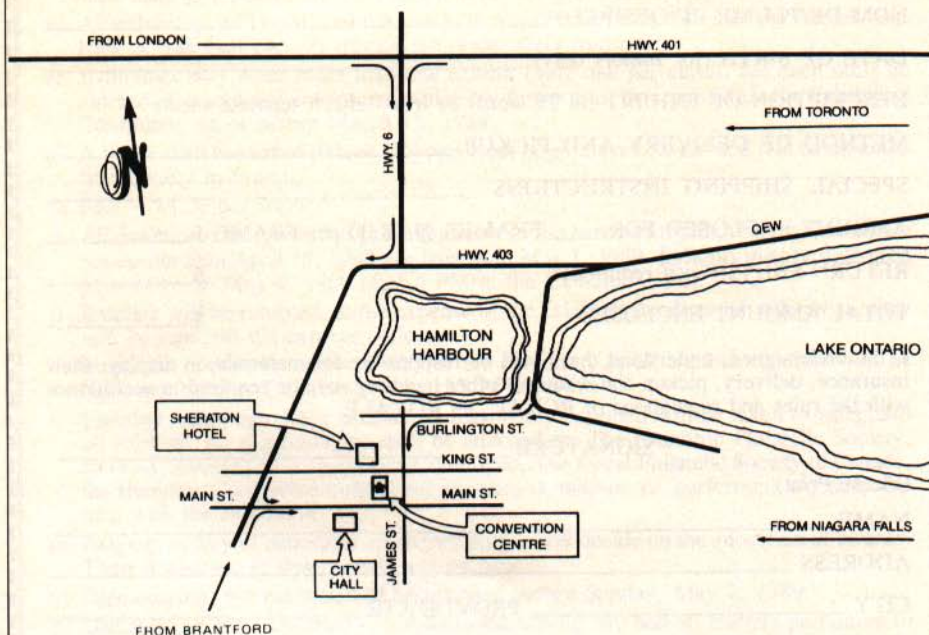 FROM LONDON
HWY. 401
FROM TORONTO
HWY. 6
N
QEW
HWY. 403
HAMILTON
HARBOUR
LAKE ONTARIO
SHERATON
HOTEL
BURLINGTON ST.
KING ST.
MAIN ST.
MAIN ST.
CONVENTION
CENTRE
FROM NIAGARA FALLS
CITY
HALL
JAMES ST.
FROM BRANTFORD